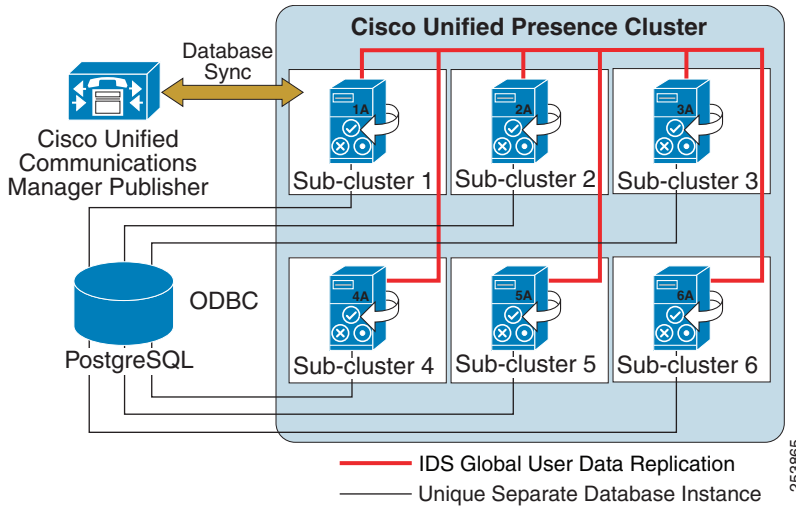 Cisco Unified Presence Cluster
Database
Sync
Cisco Unified
Communications
Manager Publisher
1A
2A
3A
Sub-cluster 1
Sub-cluster 2
Sub-cluster 3
ODBC
PostgreSQL
4A
5A
6A
Sub-cluster 4
Sub-cluster 5
Sub-cluster 6
IDS Global User Data Replication
Unique Separate Database Instance
253865